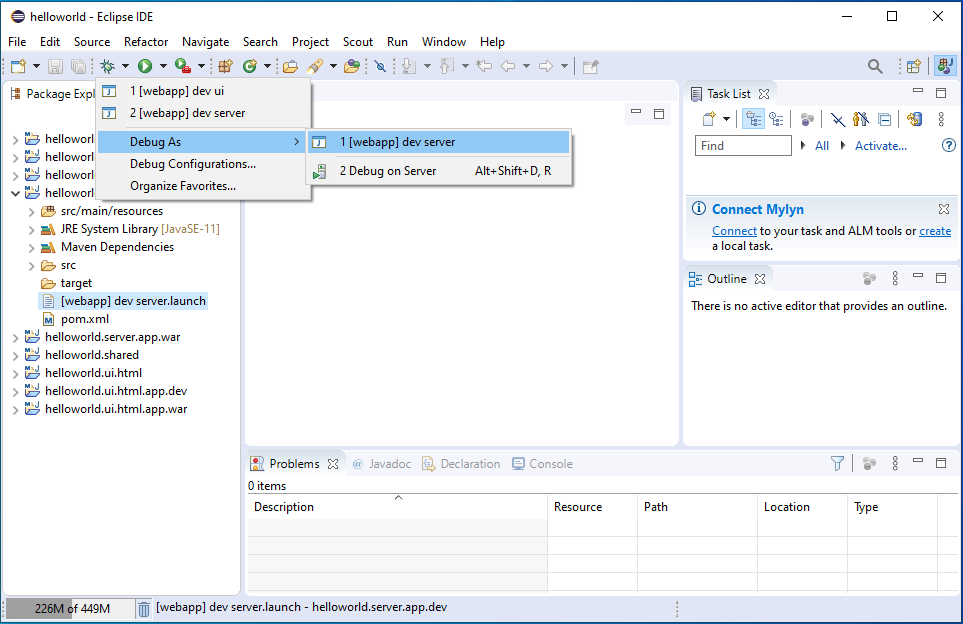 helloworld - Eclipse IDE
File Edit Source Refactor Navigate Search Project Scout Run Window Help
Package Expl
1 [webapp] dev ui
2 [webapp] dev server
Debug As
Debug Configurations...
Organize Favorites...
1 [webapp] dev server
2 Debug on Server Alt+Shift+D, R
helloworld
helloworld
helloworld
helloworld
src/main/resources
JRE System Library [JavaSE-11]
Maven Dependencies
src
target
[webapp] dev server.launch
pom.xml
helloworld.server.app.war
helloworld.shared
helloworld.ui.html
helloworld.ui.html.app.dev
helloworld.ui.html.app.war
Task List
Find All Activate...
Connect Mylyn
Connect to your task and ALM tools or create
a local task.
Outline
There is no active editor that provides an outline.
Problems @ Javadoc Declaration Console
0 items
Description Resource Path Location Type
226M of 449M [webapp] dev server.launch - helloworld.server.app.dev